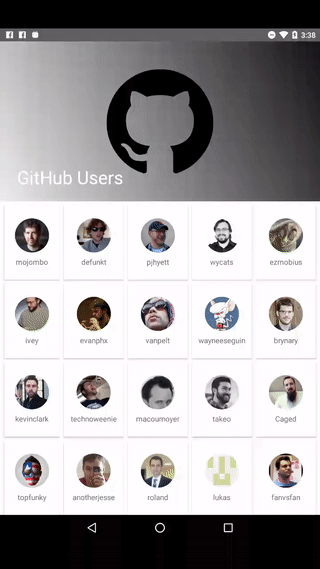 3:38
GitHub Users
mojombo defunkt pjhyett wycats ezmobius
ivey evanphx vanpelt wayneeseguin brynary
kevinclark technoweenie macournoyer takeo Caged
topfunky anotherjesse roland lukas fanvsfan